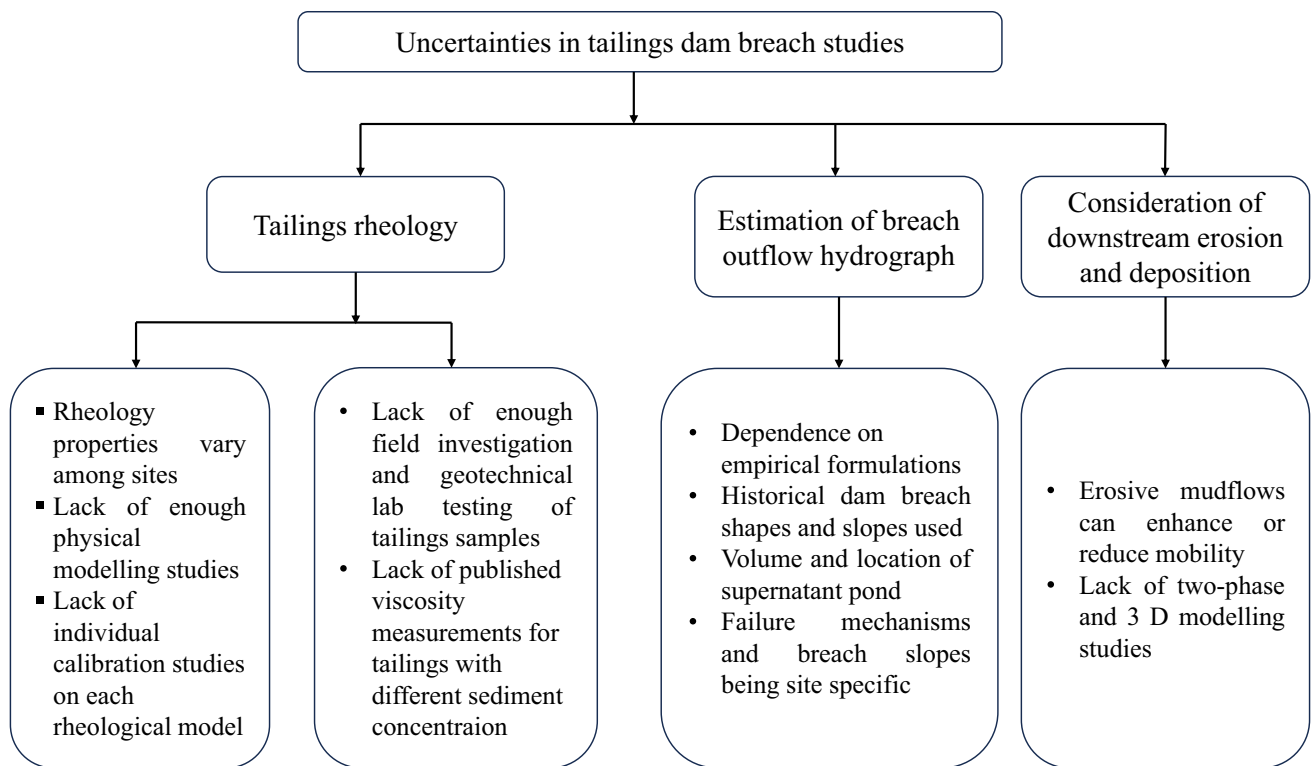 Uncertainties in tailings dam breach studies
Tailings rheology
Estimation of breach
outflow hydrograph
Consideration of
downstream erosion
and deposition
▪ Rheology
properties vary
among sites
▪ Lack of enough
physical
modelling studies
▪ Lack of
individual
calibration studies
on each
rheological model
• Lack of enough
field investigation
and geotechnical
lab testing of
tailings samples
• Lack of published
viscosity
measurements for
tailings with
different sediment
concentraion
• Dependence on
empirical formulations
• Historical dam breach
shapes and slopes used
• Volume and location of
supernatant pond
• Failure mechanisms
and breach slopes
being site specific
• Erosive mudflows
can enhance or
reduce mobility
• Lack of two-phase
and 3 D modelling
studies